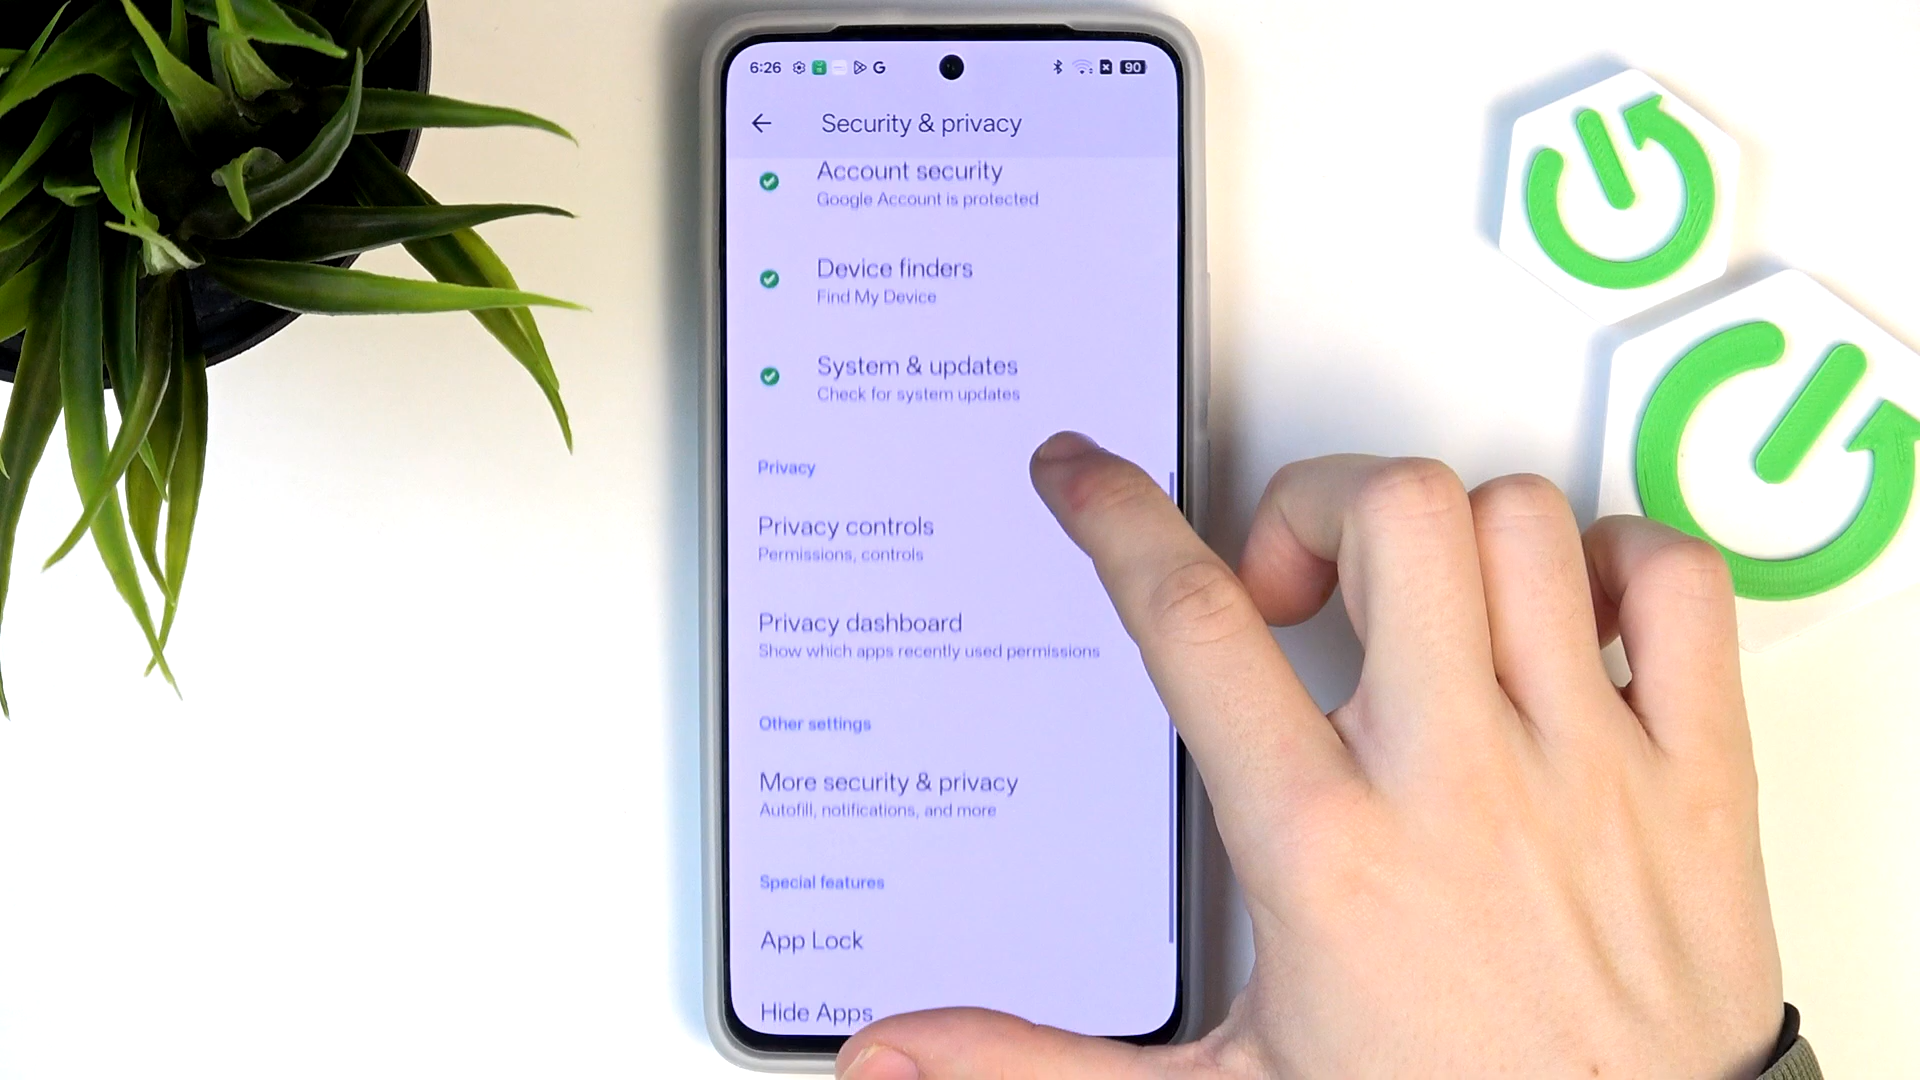 6:26 G 90
Security & privacy
Account security
Google Account is protected
Device finders
Find My Device
System & updates
Check for system updates
Privacy
Privacy controls
Permissions, controls
Privacy dashboard
Show which apps recently used permissions
Other settings
More security & privacy
Autofill, notifications, and more
Special features
App Lock
Hide Apps